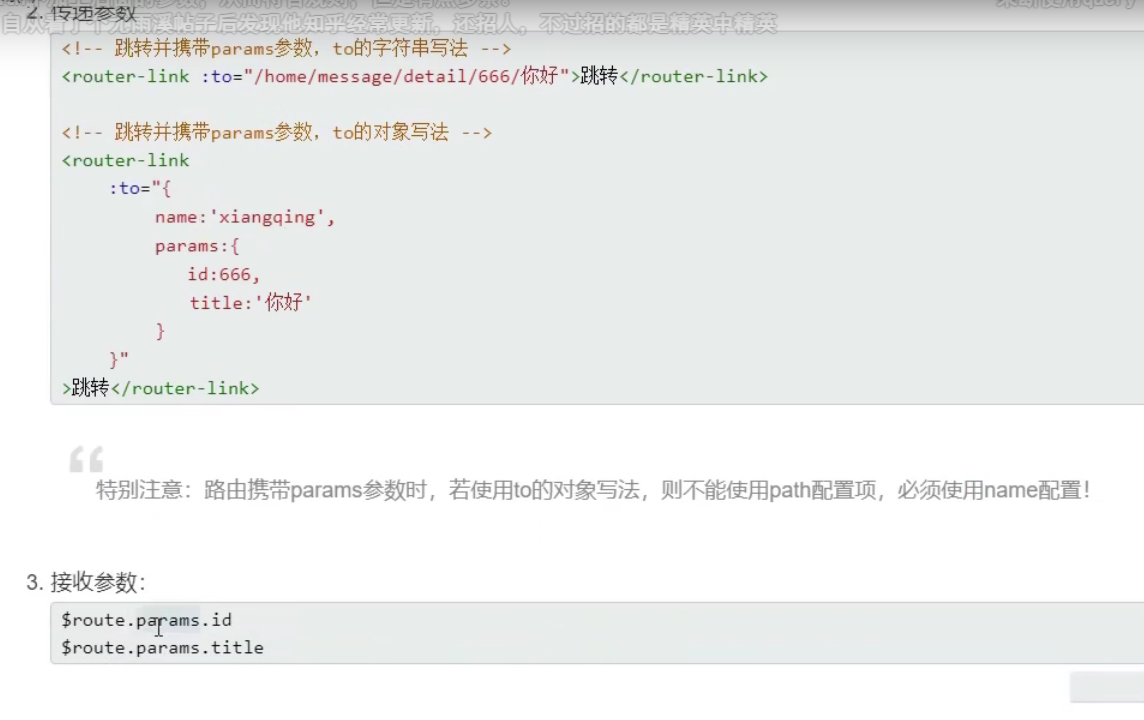 2. 传递参数
自从看了个尤雨溪帖子后发现他知乎经常更新，还招人，不过招的都是精英中精英
<!-- 跳转并携带params参数，to的字符串写法 -->
<router-link :to="/home/message/detail/666/你好">跳转</router-link>
<!-- 跳转并携带params参数，to的对象写法 -->
<router-link
:to="{
name:'xiangqing',
params:{
id:666,
title:'你好'
}
}"
>跳转</router-link>
特别注意：路由携带params参数时，若使用to的对象写法，则不能使用path配置项，必须使用name配置！
3. 接收参数：
$route.params.id
$route.params.title